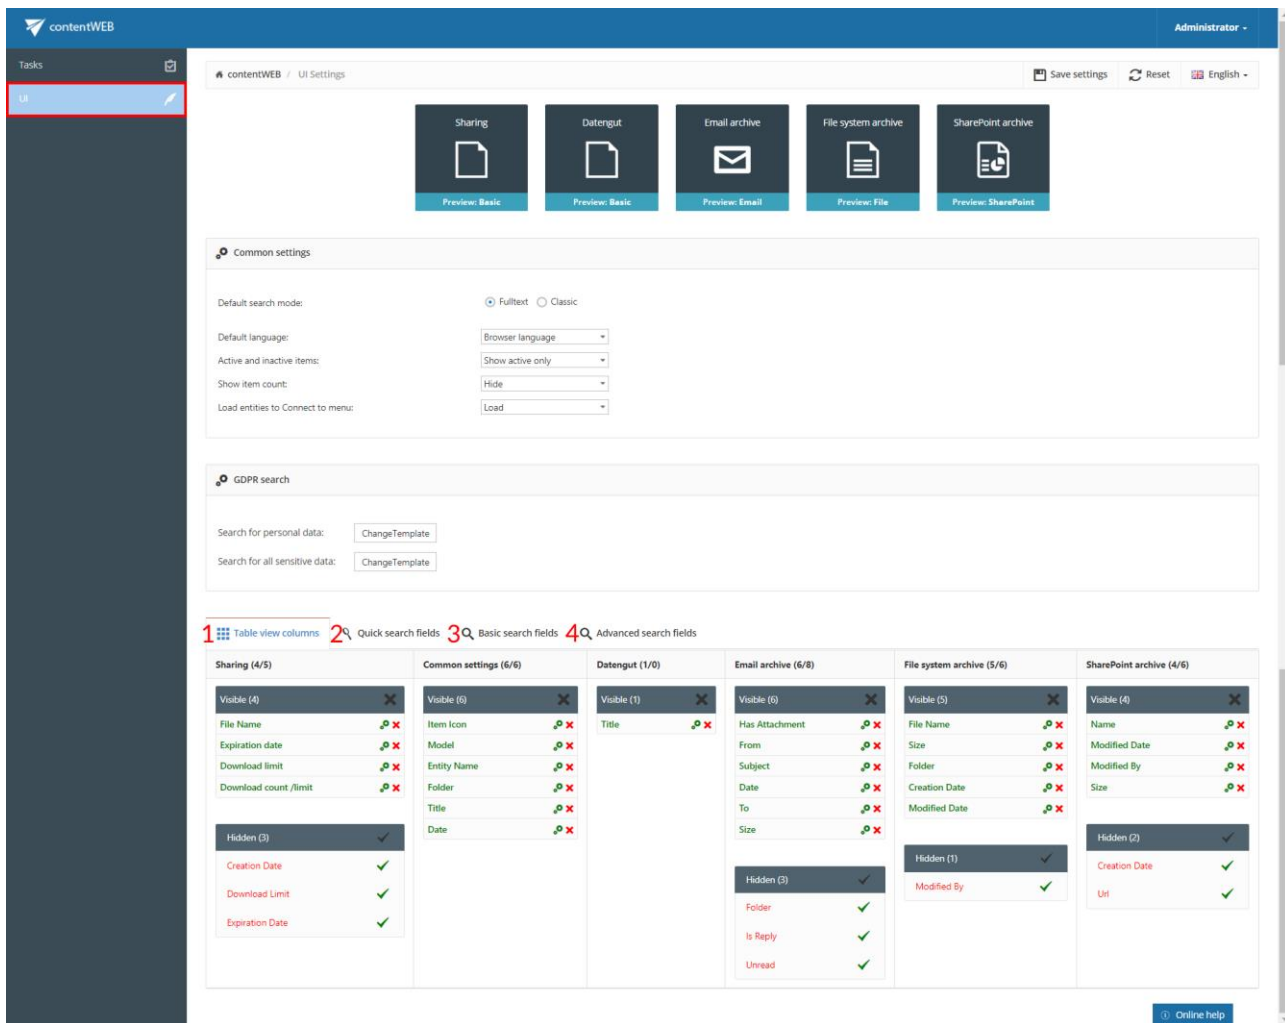 contentWEB
Administrator
Tasks
UI
contentWEB / UI Settings
Save settings
Reset
English
Sharing
Preview: Basic
Datengut
Preview: Basic
Email archive
Preview: Email
File system archive
Preview: File
SharePoint archive
Preview: SharePoint
Common settings
Default search mode: Fulltext Classic
Default language: Browser language
Active and inactive items: Show active only
Show item count: Hide
Load entities to Connect to menu: Load
GDPR search
Search for personal data: ChangeTemplate
Search for all sensitive data: ChangeTemplate
1 Table view columns 2 Quick search fields 3 Basic search fields 4 Advanced search fields
Sharing (4/5)
Visible (4)
File Name
Expiration date
Download limit
Download count /limit
Hidden (3)
Creation Date
Download Limit
Expiration Date
Common settings (6/6)
Visible (6)
Item Icon
Model
Entity Name
Folder
Title
Date
Datengut (1/0)
Visible (1)
Title
Email archive (6/8)
Visible (6)
Has Attachment
From
Subject
Date
To
Size
Hidden (3)
Folder
Is Reply
Unread
File system archive (5/6)
Visible (5)
File Name
Size
Folder
Creation Date
Modified Date
Hidden (1)
Modified By
SharePoint archive (4/6)
Visible (4)
Name
Modified Date
Modified By
Size
Hidden (2)
Creation Date
Url
Online help